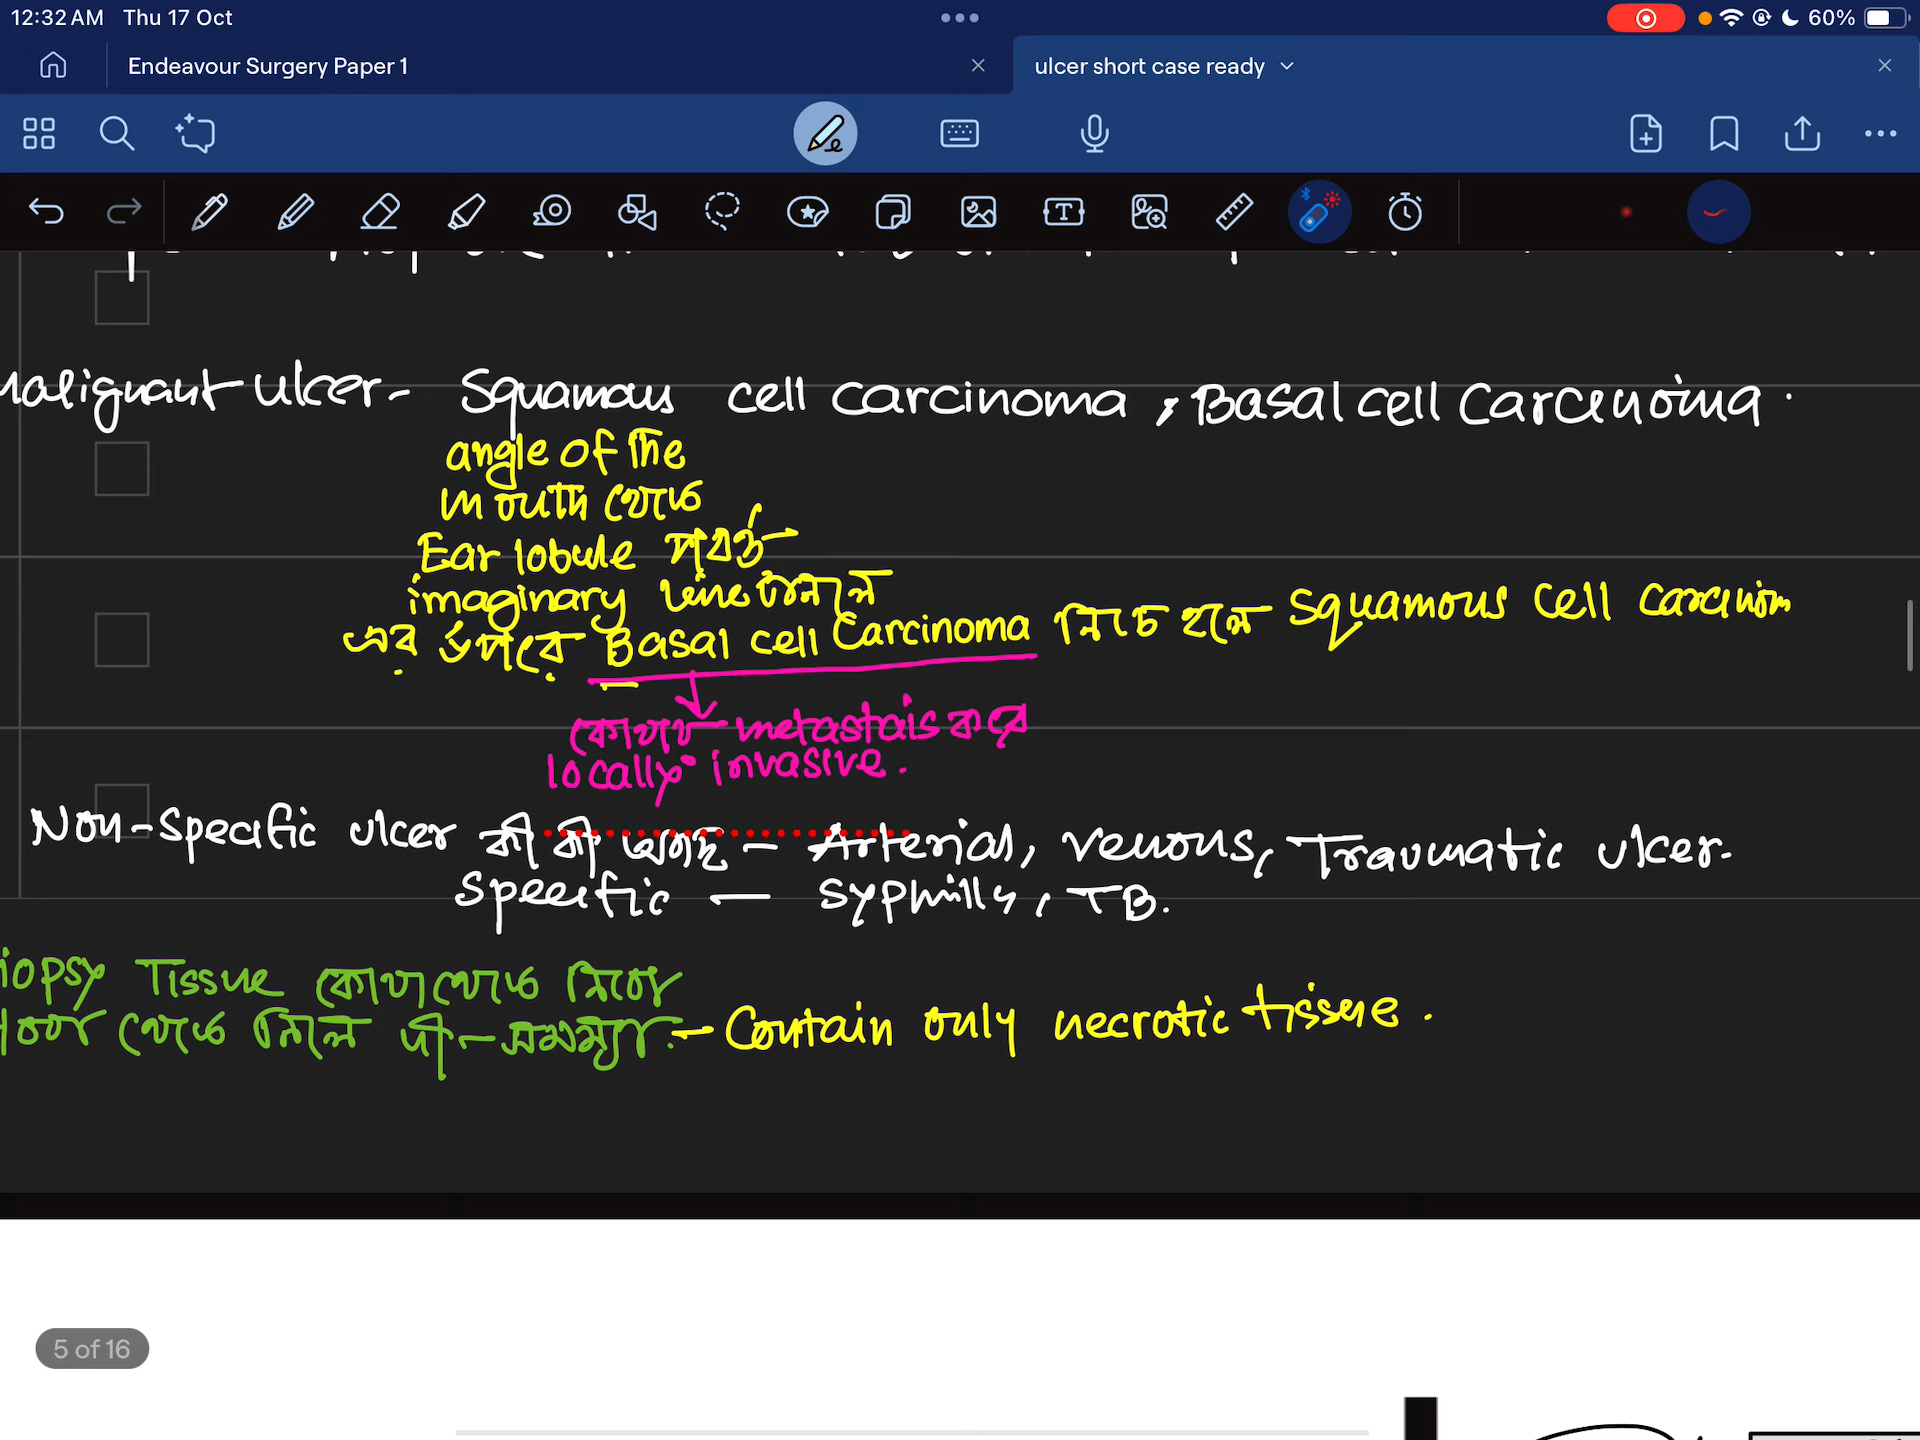 12:32 AM Thu 17 Oct
60%
Endeavour Surgery Paper 1
ulcer short case ready
Malignant ulcer - Squamous cell carcinoma, Basal cell Carcinoma.
angle of the
mouth থেকে
Ear lobule পর্যন্ত
imaginary line টানলে
এর উপরে Basal cell Carcinoma নিচে হলে Squamous cell carcinom
কোথায় metastais করে
locally invasive.
Non-Specific ulcer কী কী আছে - Arterial, venous, Traumatic ulcer.
Specific - Syphilis, TB.
iopsy Tissue কোথা থেকে নিবো
থেকে নিলে কী সমস্যা - Contain only necrotic tissue.
5 of 16